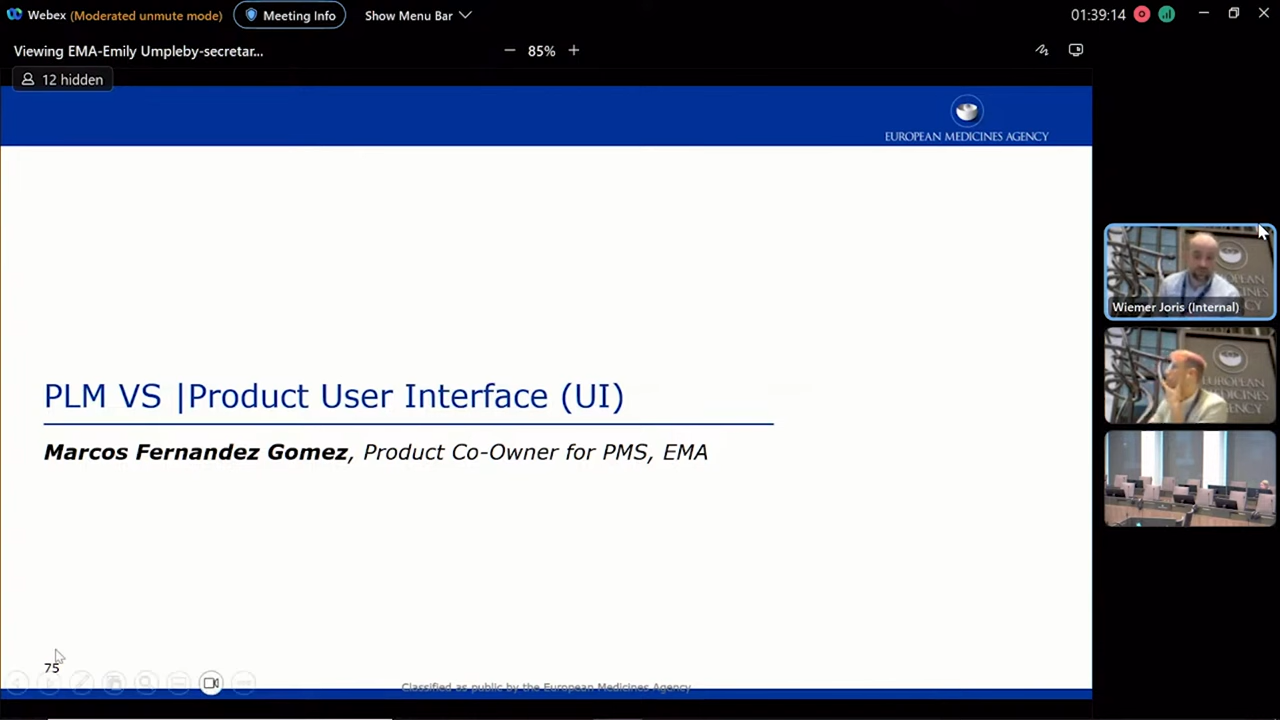 Webex (Moderated unmute mode) Meeting Info Show Menu Bar 01:39:14
Viewing EMA-Emily Umpleby-secretar... 85%
12 hidden
EUROPEAN MEDICINES AGENCY
Wiemer Joris (Internal)
PLM VS |Product User Interface (UI)
Marcos Fernandez Gomez, Product Co-Owner for PMS, EMA
75
Classified as public by the European Medicines Agency